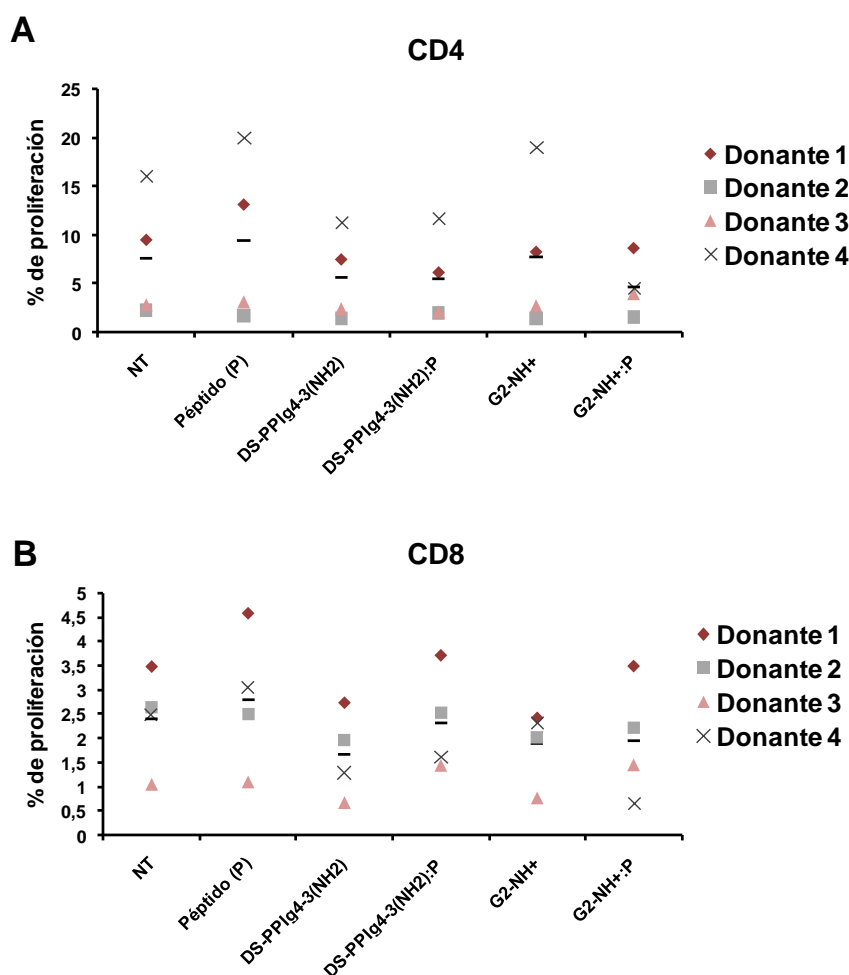 A
CD4
% de proliferación
25
20
15
10
5
0
NT
Péptido (P)
DS-PPIg4-3(NH2)
DS-PPIg4-3(NH2):P
G2-NH+
G2-NH+:P
Donante 1
Donante 2
Donante 3
Donante 4
B
CD8
% de proliferación
5
4,5
4
3,5
3
2,5
2
1,5
1
0,5
0
NT
Péptido (P)
DS-PPIg4-3(NH2)
DS-PPIg4-3(NH2):P
G2-NH+
G2-NH+:P
Donante 1
Donante 2
Donante 3
Donante 4